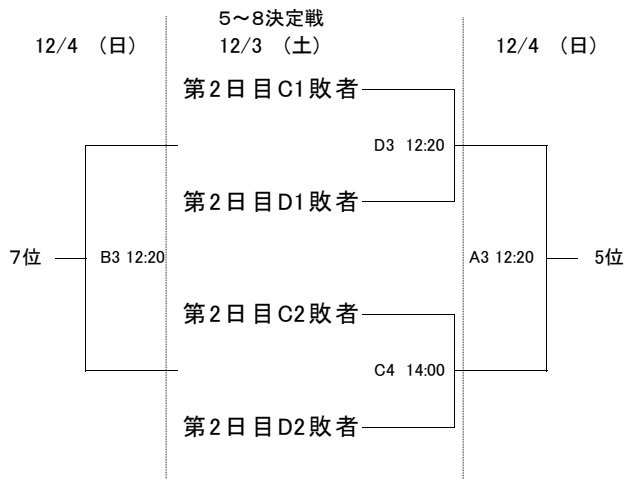 5~8決定戦
12/4 (日) 12/3 (土) 12/4 (日)
第2日目C1敗者
D3 12:20
第2日目D1敗者
7位 B3 12:20 A3 12:20 5位
第2日目C2敗者
C4 14:00
第2日目D2敗者